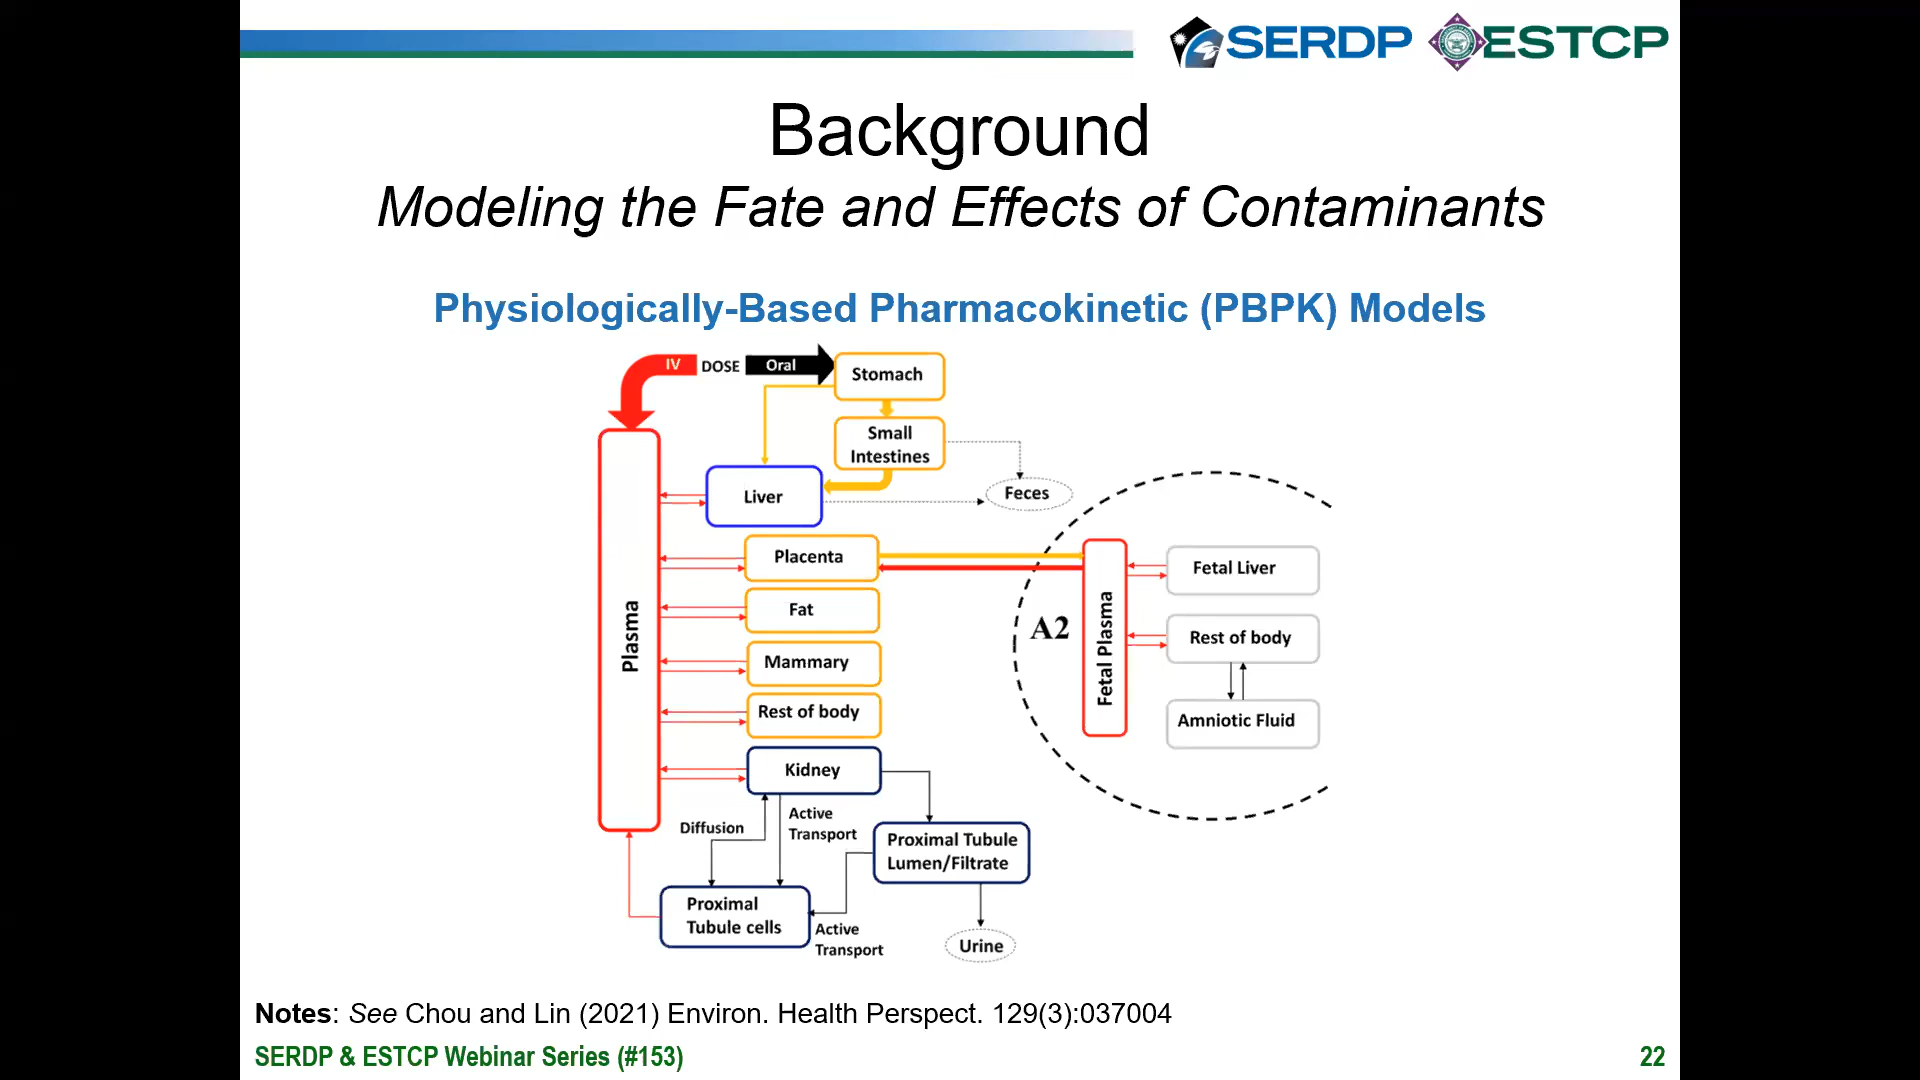 SERDP ESTCP
Background
Modeling the Fate and Effects of Contaminants
Physiologically-Based Pharmacokinetic (PBPK) Models
IV DOSE Oral
Stomach
Small
Intestines
Liver
Feces
Placenta
Fat
Mammary
Rest of body
Kidney
Plasma
A2
Fetal Plasma
Fetal Liver
Rest of body
Amniotic Fluid
Diffusion
Active
Transport
Proximal Tubule
Lumen/Filtrate
Proximal
Tubule cells
Active
Transport
Urine
Notes: See Chou and Lin (2021) Environ. Health Perspect. 129(3):037004
SERDP & ESTCP Webinar Series (#153)
22